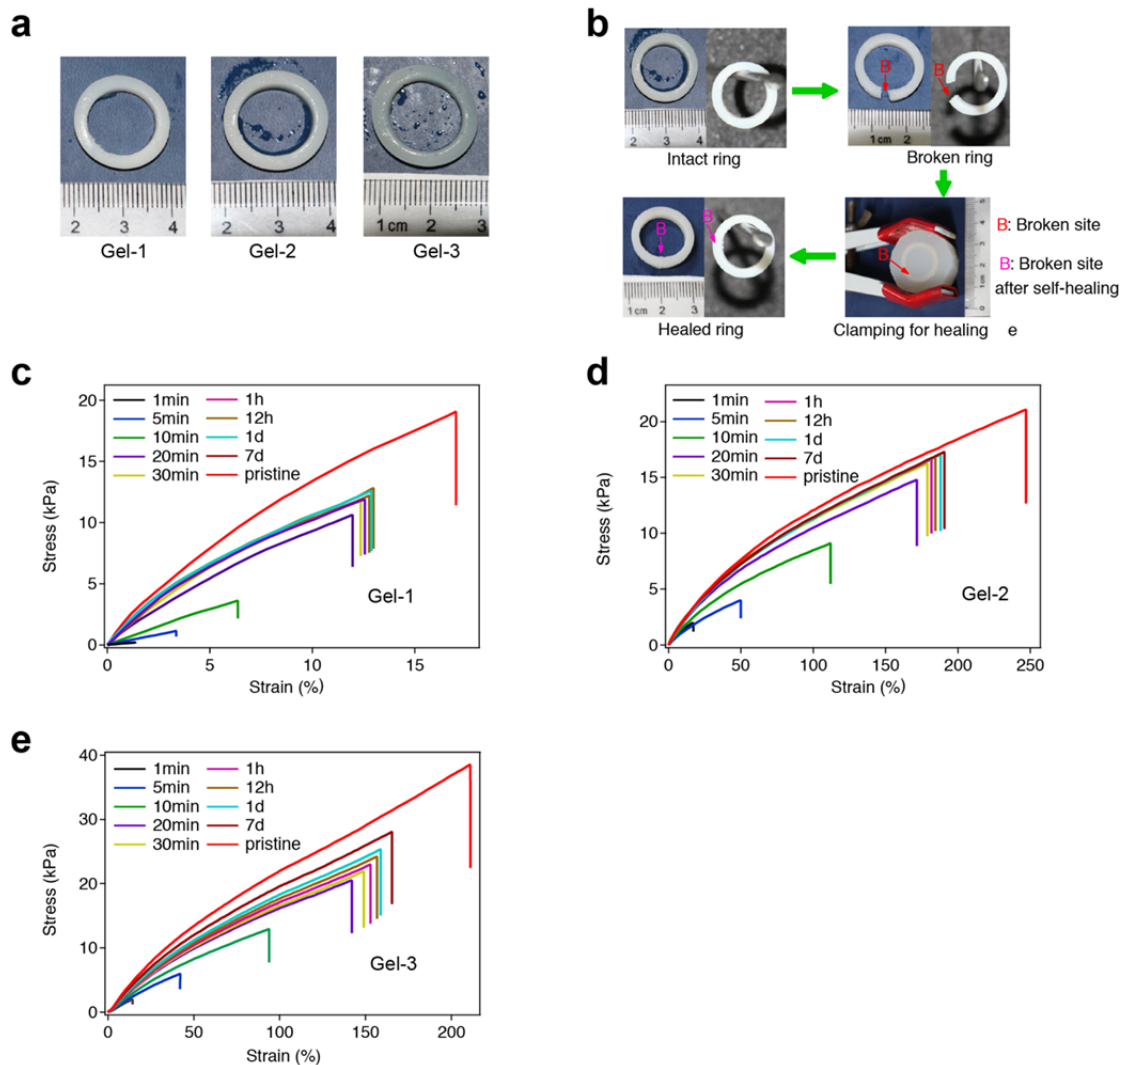 a
2 3 4
Gel-1
2 3 4
Gel-2
1 cm 2 3
Gel-3
b
2 3 4
Intact ring
B
B
1 cm 2
Broken ring
B
B
1 cm 2 3
Healed ring
B
Clamping for healing
e
B: Broken site
B: Broken site
after self-healing
c
Stress (kPa)
20
15
10
5
0
1min
5min
10min
20min
30min
1h
12h
1d
7d
pristine
Gel-1
0 5 10 15
Strain (%)
d
Stress (kPa)
20
15
10
5
0
1min
5min
10min
20min
30min
1h
12h
1d
7d
pristine
Gel-2
0 50 100 150 200 250
Strain (%)
e
Stress (kPa)
40
30
20
10
0
1min
5min
10min
20min
30min
1h
12h
1d
7d
pristine
Gel-3
0 50 100 150 200
Strain (%)